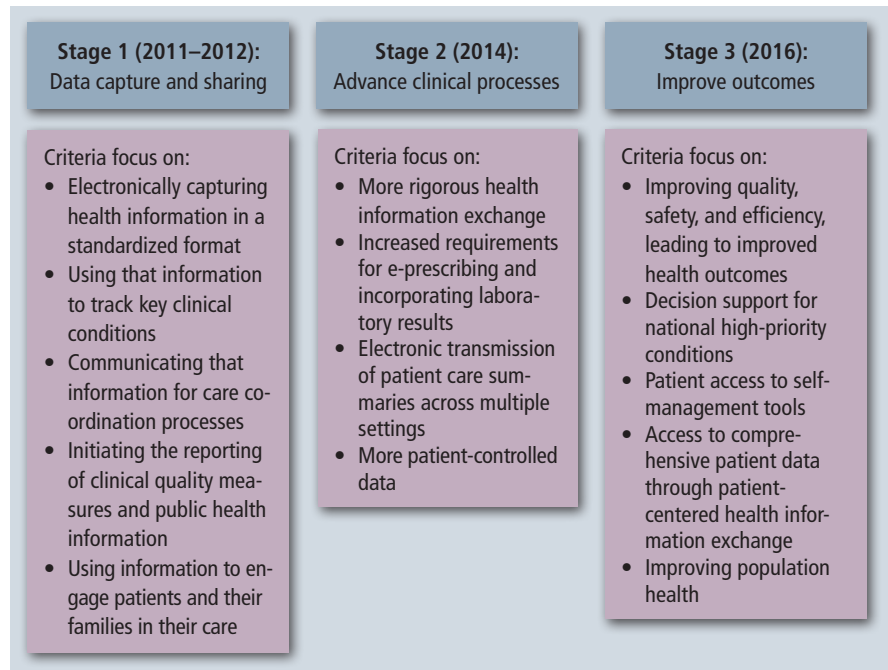 Stage 1 (2011–2012):
Data capture and sharing
Criteria focus on:
• Electronically capturing
health information in a
standardized format
• Using that information
to track key clinical
conditions
• Communicating that
information for care co-
ordination processes
• Initiating the reporting
of clinical quality mea-
sures and public health
information
• Using information to en-
gage patients and their
families in their care
Stage 2 (2014):
Advance clinical processes
Criteria focus on:
• More rigorous health
information exchange
• Increased requirements
for e-prescribing and
incorporating labora-
tory results
• Electronic transmission
of patient care sum-
maries across multiple
settings
• More patient-controlled
data
Stage 3 (2016):
Improve outcomes
Criteria focus on:
• Improving quality,
safety, and efficiency,
leading to improved
health outcomes
• Decision support for
national high-priority
conditions
• Patient access to self-
management tools
• Access to compre-
hensive patient data
through patient-
centered health infor-
mation exchange
• Improving population
health